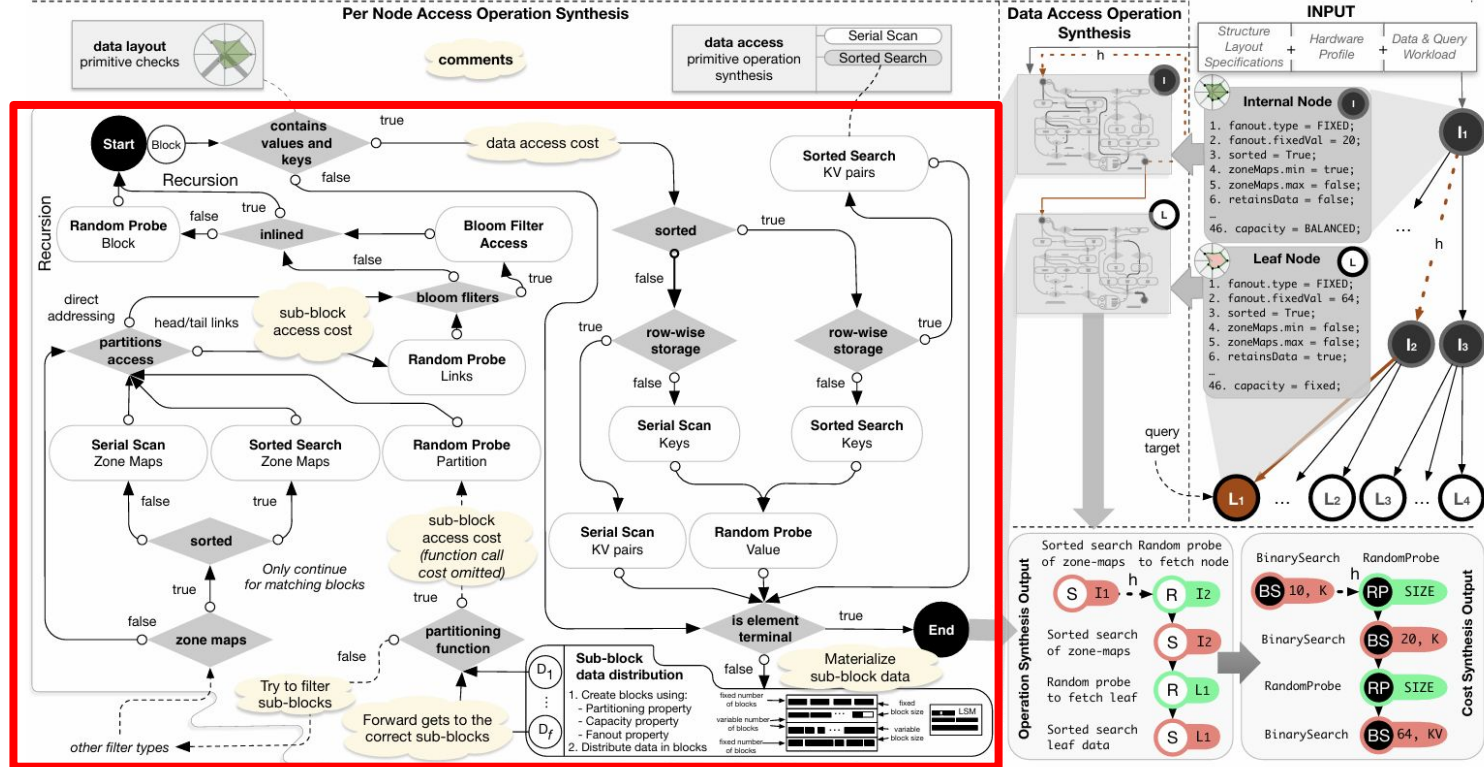 Per Node Access Operation Synthesis
Data Access Operation
Synthesis
INPUT
data layout
primitive checks
comments
data access
primitive operation
synthesis
Serial Scan
Sorted Search
Structure
Layout
Specifications
+
Hardware
Profile
+
Data & Query
Workload
Start
Block
contains
values and
keys
true
false
data access cost
Sorted Search
KV pairs
Recursion
Recursion
true
false
inlined
Random Probe
Block
Bloom Filter
Access
false
true
bloom fliters
direct
addressing
head/tail links
sub-block
access cost
partitions
access
Random Probe
Links
sorted
true
false
true
row-wise
storage
false
true
row-wise
storage
false
Serial Scan
Zone Maps
Sorted Search
Zone Maps
Random Probe
Partition
Serial Scan
Keys
Sorted Search
Keys
false
true
sorted
sub-block
access cost
(function call
cost omitted)
Only continue
for matching blocks
true
false
zone maps
Serial Scan
KV pairs
Random Probe
Value
true
partitioning
function
false
is element
terminal
true
End
false
Materialize
sub-block data
Try to filter
sub-blocks
other filter types
Forward gets to the
correct sub-blocks
D1
Df
Sub-block
data distribution
1. Create blocks using:
- Partitioning property
- Capacity property
- Fanout property
2. Distribute data in blocks
fixed number
of blocks
variable number
of blocks
fixed number
of blocks
fixed
block size
variable
block size
LSM
h
I
L
Internal Node
I
1. fanout.type = FIXED;
2. fanout.fixedVal = 20;
3. sorted = True;
4. zoneMaps.min = true;
5. zoneMaps.max = false;
6. retainsData = false;
…
46. capacity = BALANCED;
Leaf Node
L
1. fanout.type = FIXED;
2. fanout.fixedVal = 64;
3. sorted = True;
4. zoneMaps.min = false;
5. zoneMaps.max = false;
6. retainsData = true;
…
46. capacity = fixed;
I1
...
h
I2
I3
query
target
L1
...
L2
L3
...
L4
Operation Synthesis Output
Sorted search
of zone-maps
Random probe
to fetch node
S I1
h
R I2
Sorted search
of zone-maps
S I2
Random probe
to fetch leaf
R L1
Sorted search
leaf data
S L1
Cost Synthesis Output
BinarySearch
RandomProbe
BS 10, K
h
RP SIZE
BinarySearch
BS 20, K
RandomProbe
RP SIZE
BinarySearch
BS 64, KV